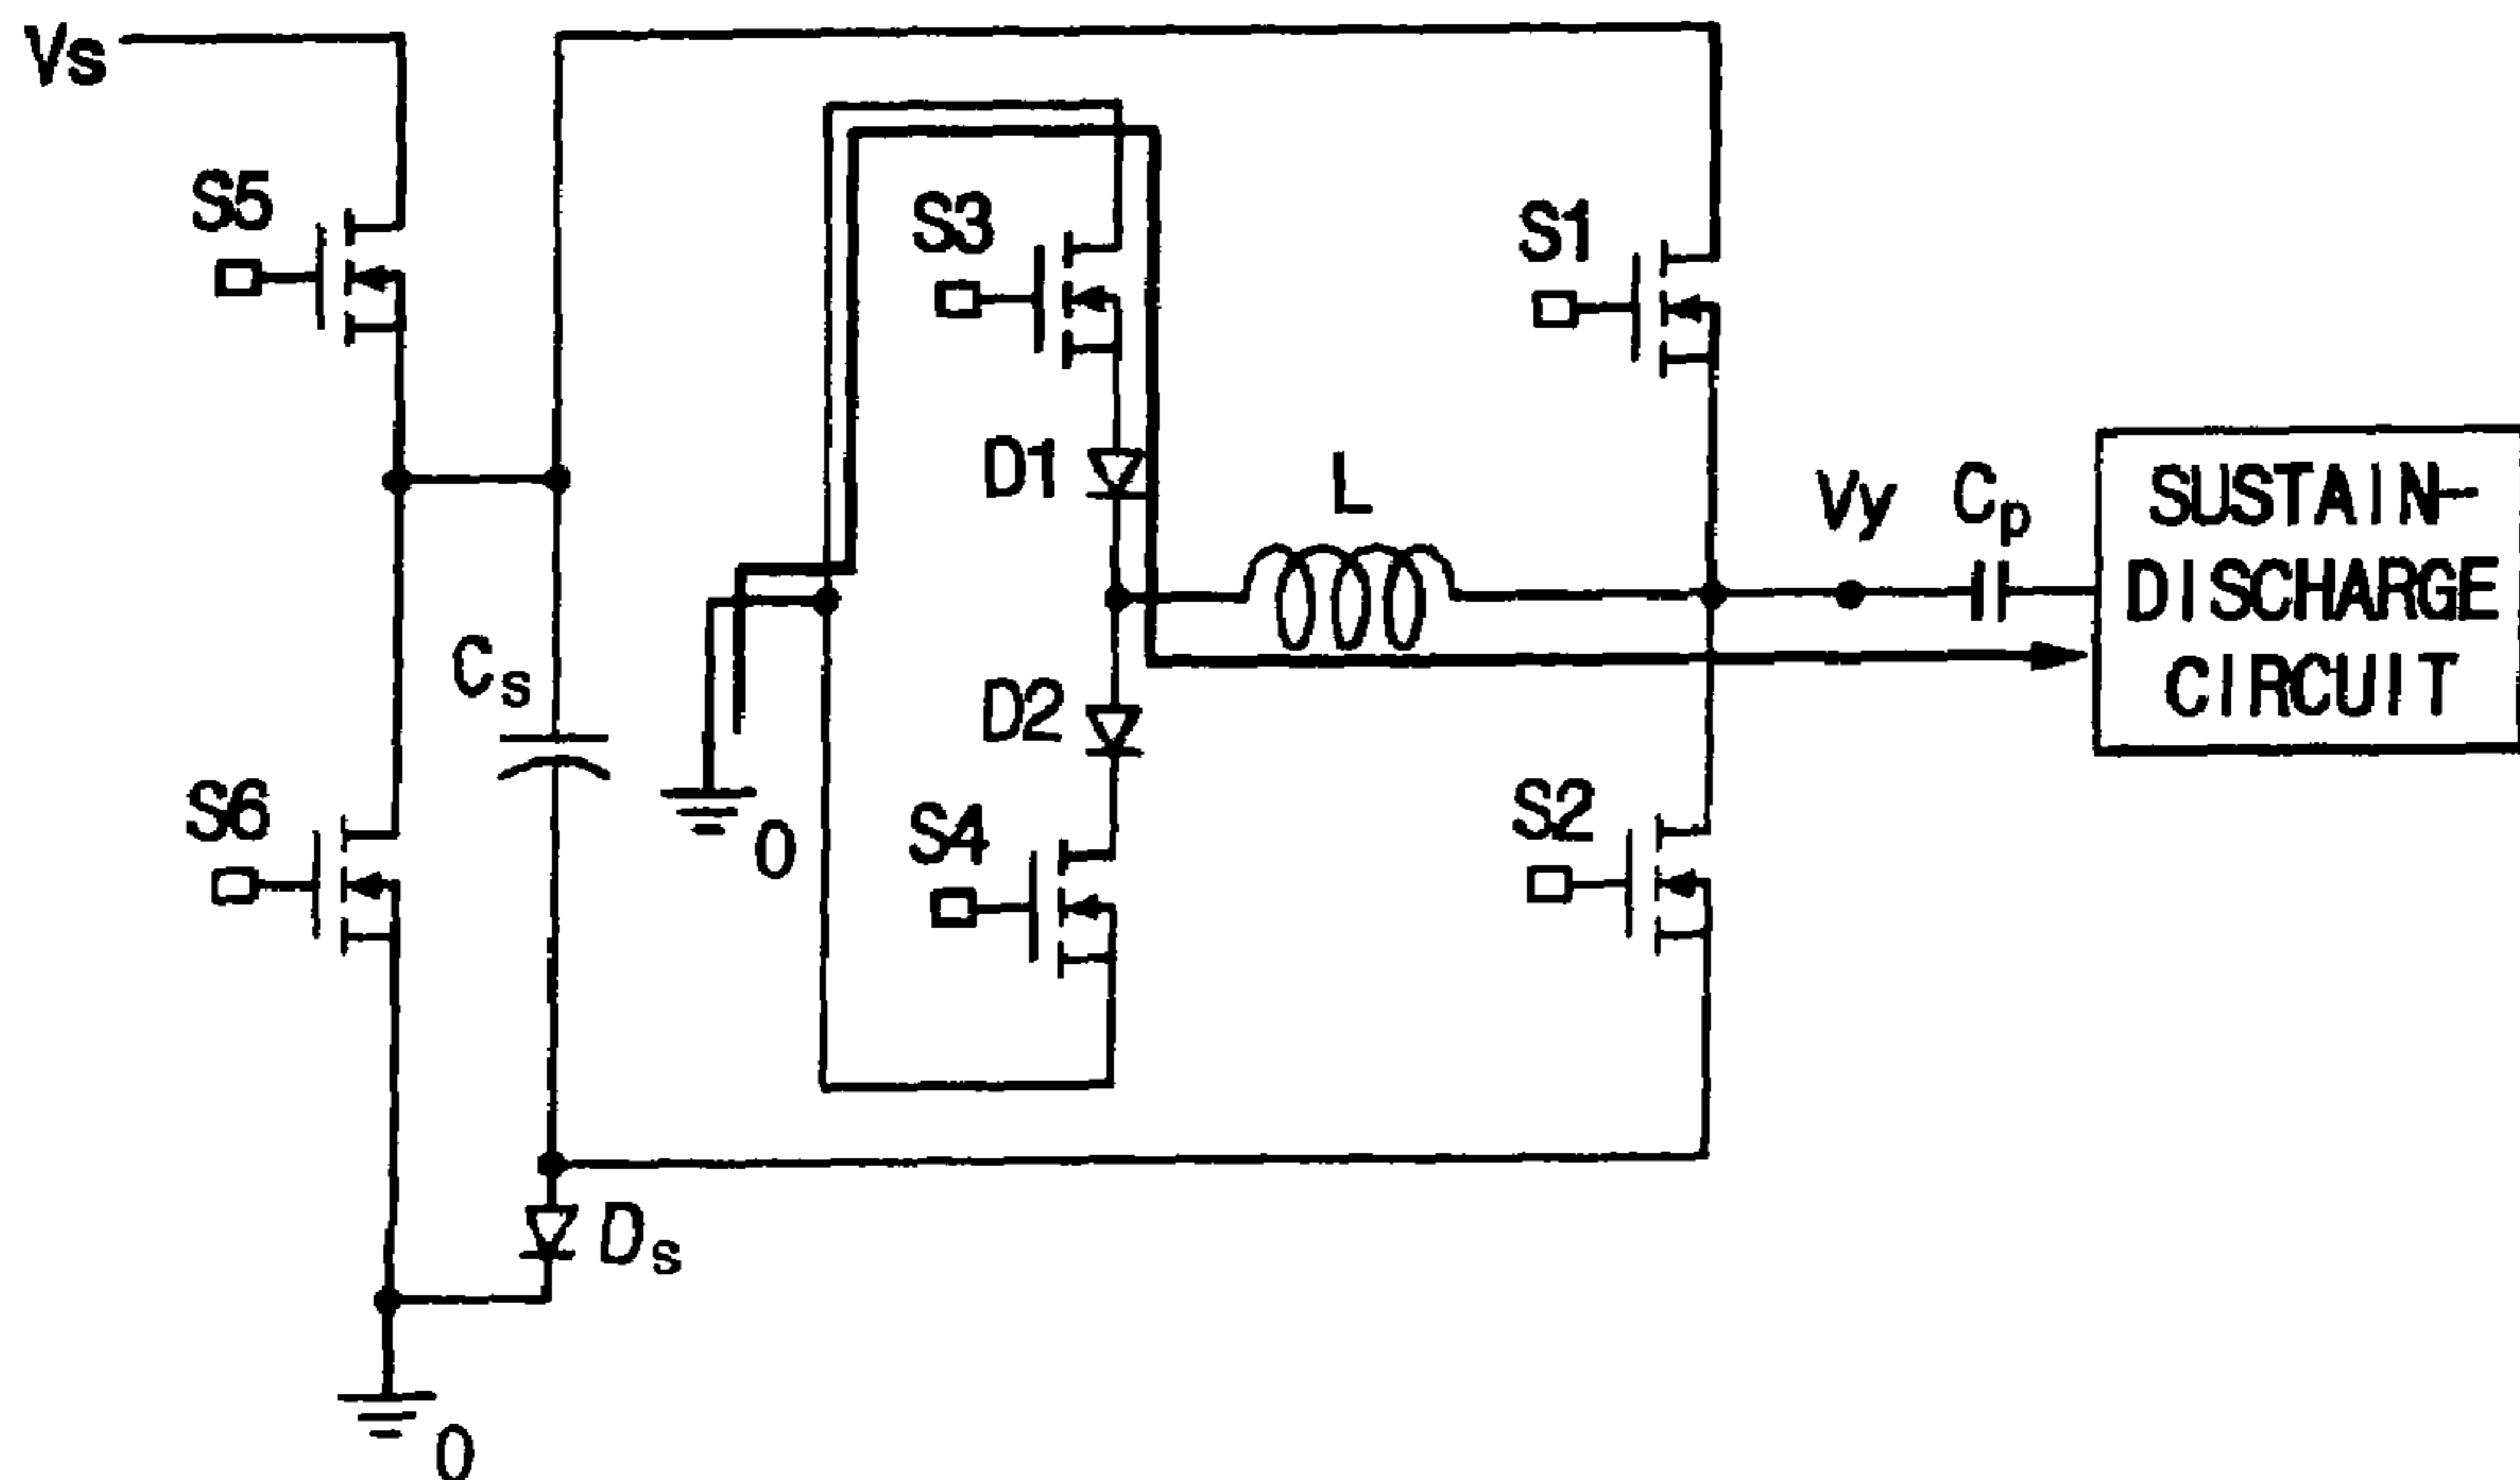 Vs
S5
S3
S1
D1
L
Vy
Cp
SUSTAIN-
DISCHARGE
CIRCUIT
Cs
D2
S6
0
S4
S2
Ds
0